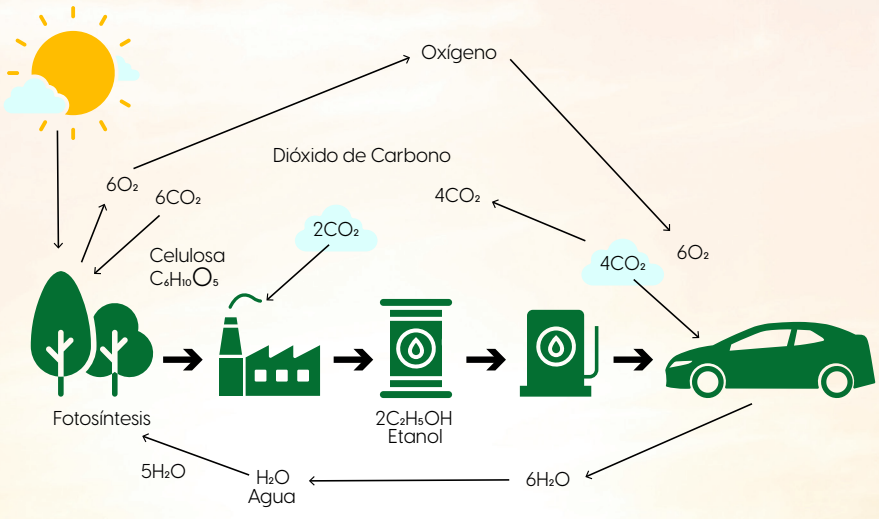 Oxígeno
Dióxido de Carbono
6O₂
6CO₂
4CO₂
2CO₂
6O₂
4CO₂
Celulosa
C₆H₁₀O₅
Fotosíntesis
2C₂H₅OH
Etanol
5H₂O
H₂O
Agua
6H₂O